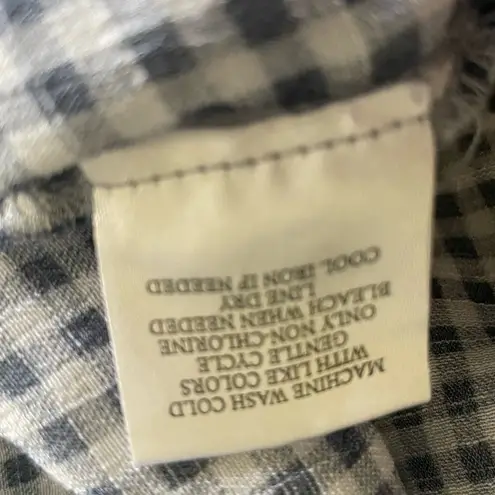 MACHINE WASH COLD
WITH LIKE COLORS
GENTLE CYCLE
ONLY NON-CHLORINE
BLEACH WHEN NEEDED
LINE DRY
COOL IRON IF NEEDED